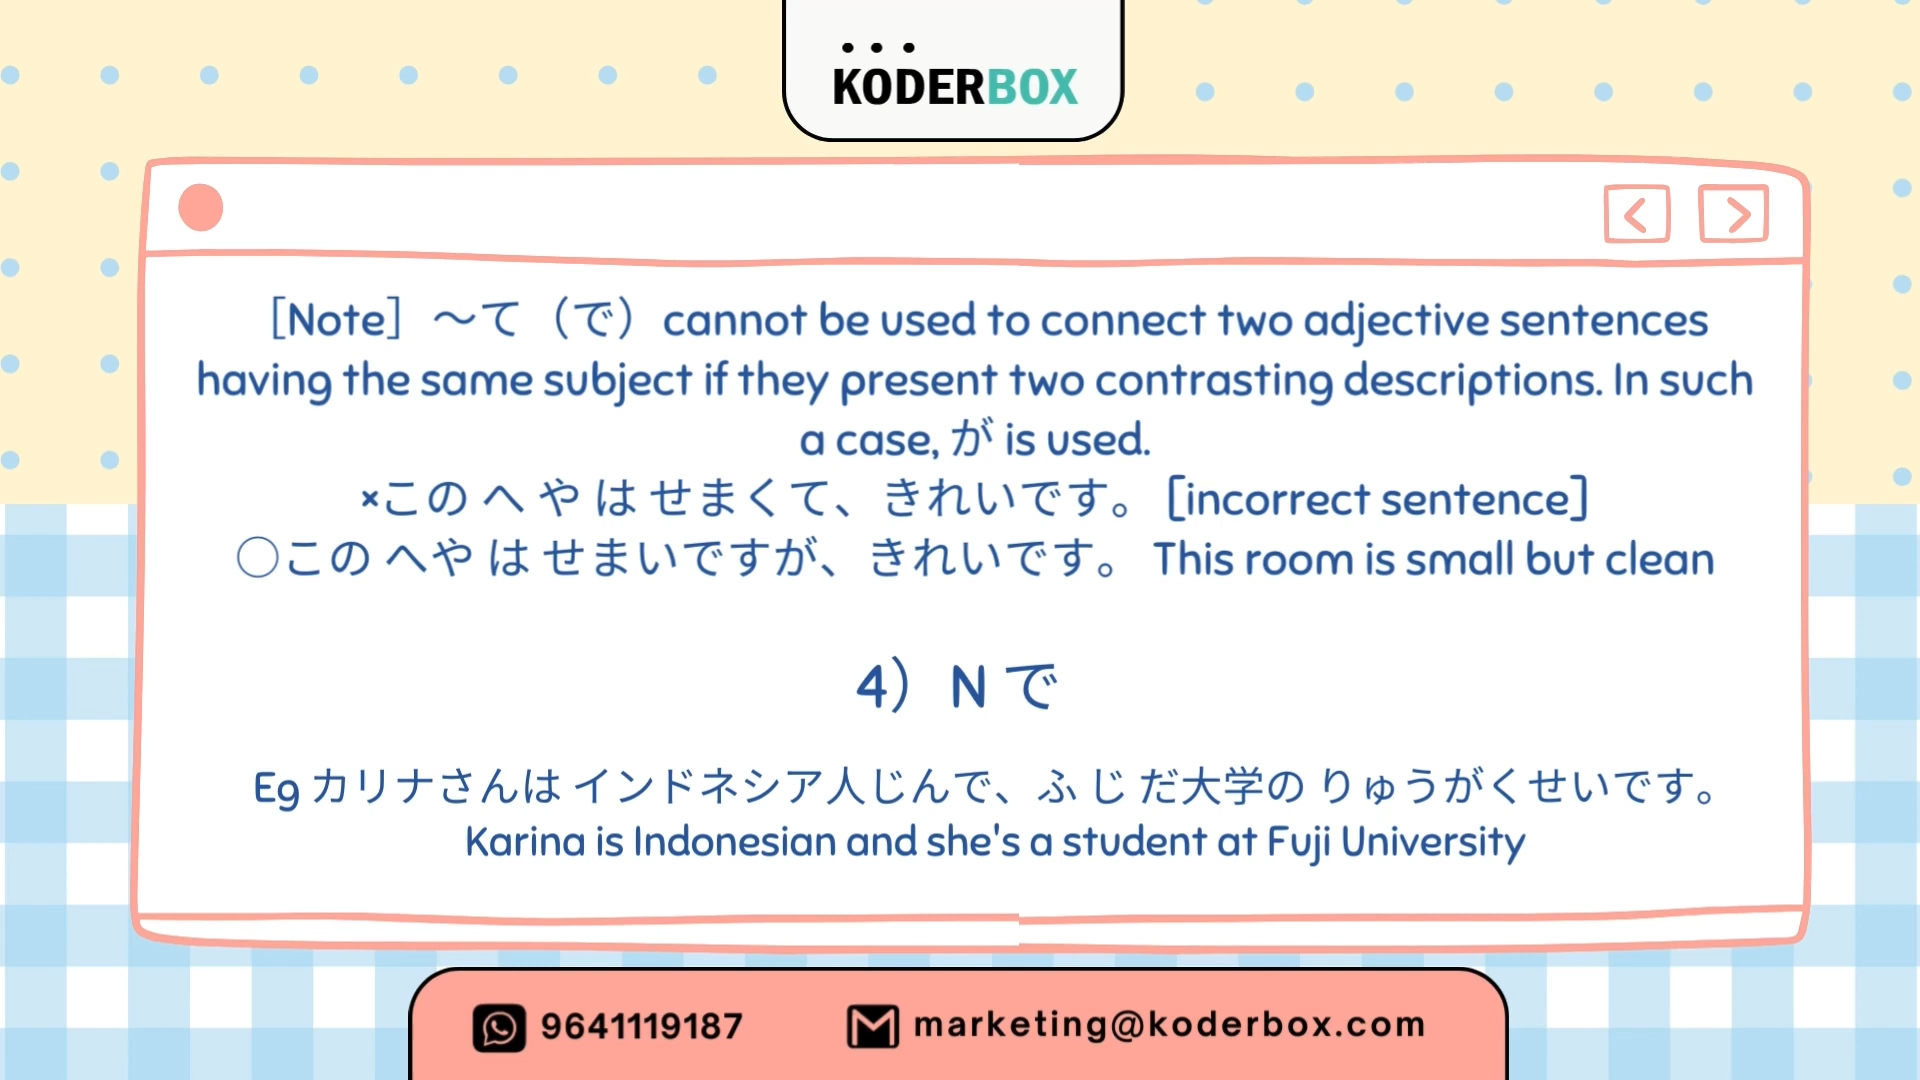 KODERBOX
［Note］ ～て（で）cannot be used to connect two adjective sentences
having the same subject if they present two contrasting descriptions. In such
a case, が is used.
×この へ や は せまくて、きれいです。 [incorrect sentence]
○この へや は せまいですが、きれいです。 This room is small but clean
4）N で
Eg カリナさんは インドネシア人じんで、ふ じ だ大学の りゅうがくせいです。
Karina is Indonesian and she's a student at Fuji University
9641119187 marketing@koderbox.com